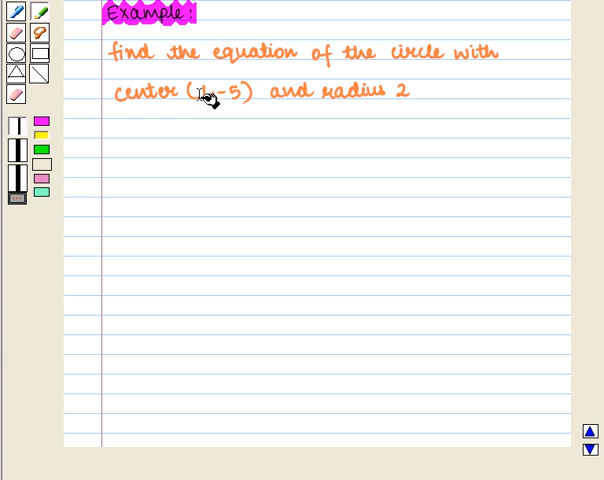 Example:
find the equation of the circle with
center (1,-5) and radius 2